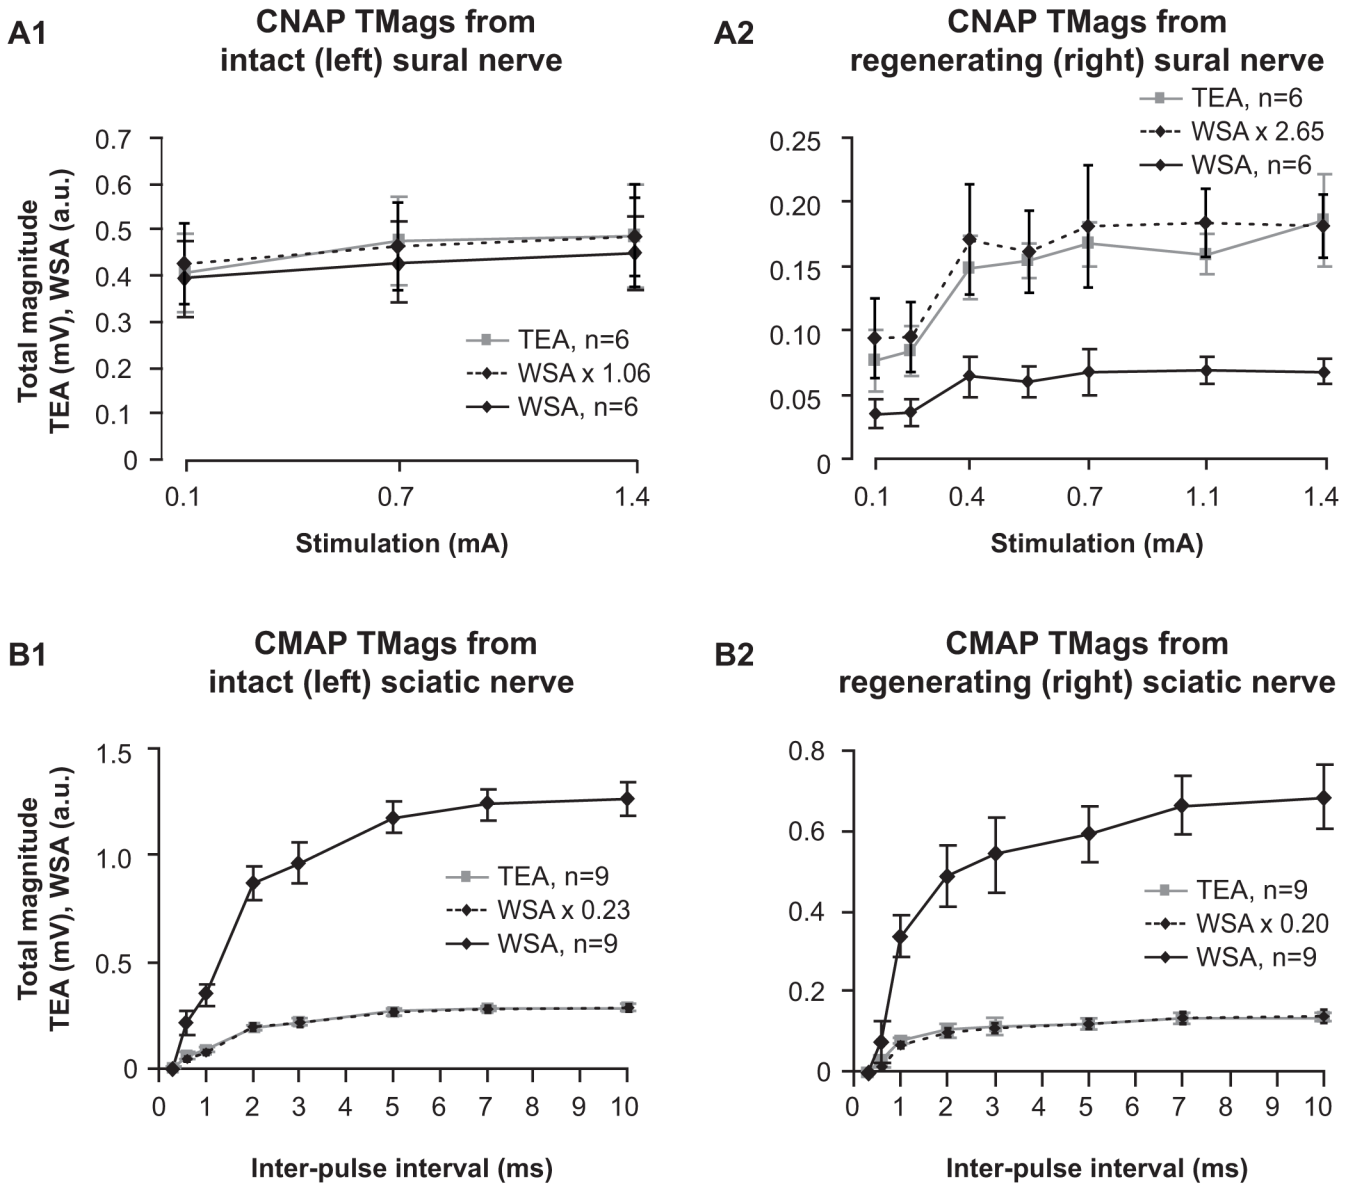 A1
CNAP TMags from
intact (left) sural nerve
Total magnitude
TEA (mV), WSA (a.u.)
0.7
0.6
0.5
0.4
0.3
0.2
0.1
0
TEA, n=6
WSA x 1.06
WSA, n=6
0.1 0.7 1.4
Stimulation (mA)
A2
CNAP TMags from
regenerating (right) sural nerve
TEA, n=6
WSA x 2.65
WSA, n=6
0.25
0.20
0.15
0.10
0.05
0
0.1 0.4 0.7 1.1 1.4
Stimulation (mA)
B1
CMAP TMags from
intact (left) sciatic nerve
Total magnitude
TEA (mV), WSA (a.u.)
1.5
1.0
0.5
0
TEA, n=9
WSA x 0.23
WSA, n=9
0 1 2 3 4 5 6 7 8 9 10
Inter-pulse interval (ms)
B2
CMAP TMags from
regenerating (right) sciatic nerve
0.8
0.6
0.4
0.2
0
TEA, n=9
WSA x 0.20
WSA, n=9
0 1 2 3 4 5 6 7 8 9 10
Inter-pulse interval (ms)